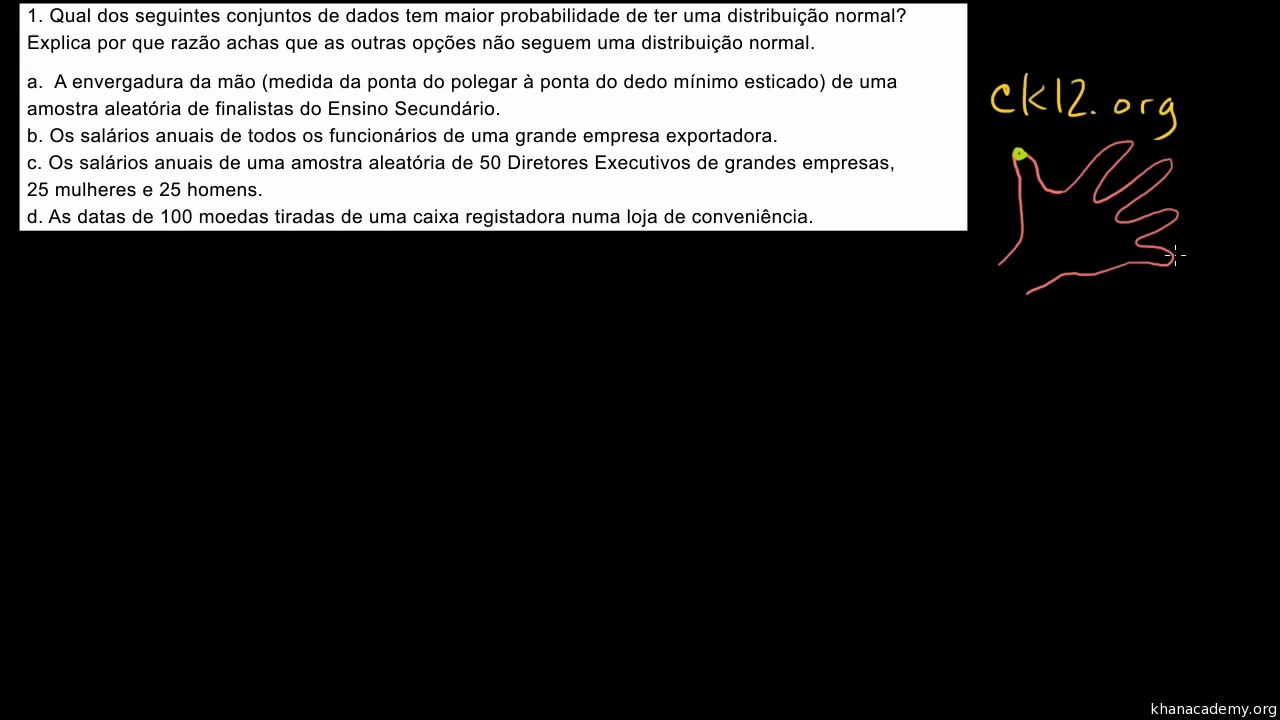 1. Qual dos seguintes conjuntos de dados tem maior probabilidade de ter uma distribuição normal?
Explica por que razão achas que as outras opções não seguem uma distribuição normal.
a.  A envergadura da mão (medida da ponta do polegar à ponta do dedo mínimo esticado) de uma
amostra aleatória de finalistas do Ensino Secundário.
b. Os salários anuais de todos os funcionários de uma grande empresa exportadora.
c. Os salários anuais de uma amostra aleatória de 50 Diretores Executivos de grandes empresas,
25 mulheres e 25 homens.
d. As datas de 100 moedas tiradas de uma caixa registadora numa loja de conveniência.
ck12.org
khanacademy.org